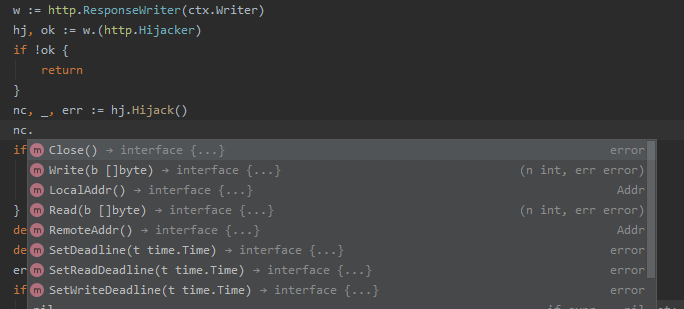 w := http.ResponseWriter(ctx.Writer)
hj, ok := w.(http.Hijacker)
if !ok {
return
}
nc, _, err := hj.Hijack()
nc.
if m Close() → interface {...} error
m Write(b []byte) → interface {...} (n int, err error)
m LocalAddr() → interface {...} Addr
} m Read(b []byte) → interface {...} (n int, err error)
de m RemoteAddr() → interface {...} Addr
de m SetDeadline(t time.Time) → interface {...} error
er m SetReadDeadline(t time.Time) → interface {...} error
if m SetWriteDeadline(t time.Time) → interface {...} error